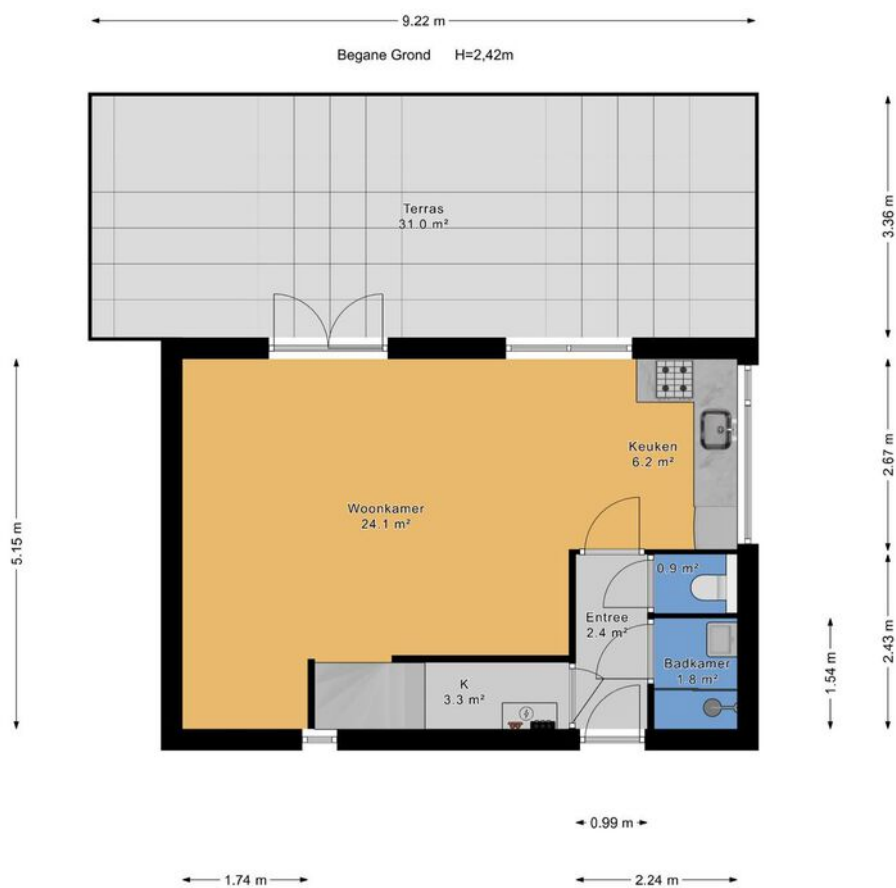 9.22 m
Begane Grond H=2,42m
Terras
31.0 m²
3.36 m
Keuken
6.2 m²
2.67 m
Woonkamer
24.1 m²
5.15 m
0.9 m²
Entree
2.4 m²
2.43 m
1.54 m
Badkamer
1.8 m²
K
3.3 m²
0.99 m
1.74 m
2.24 m